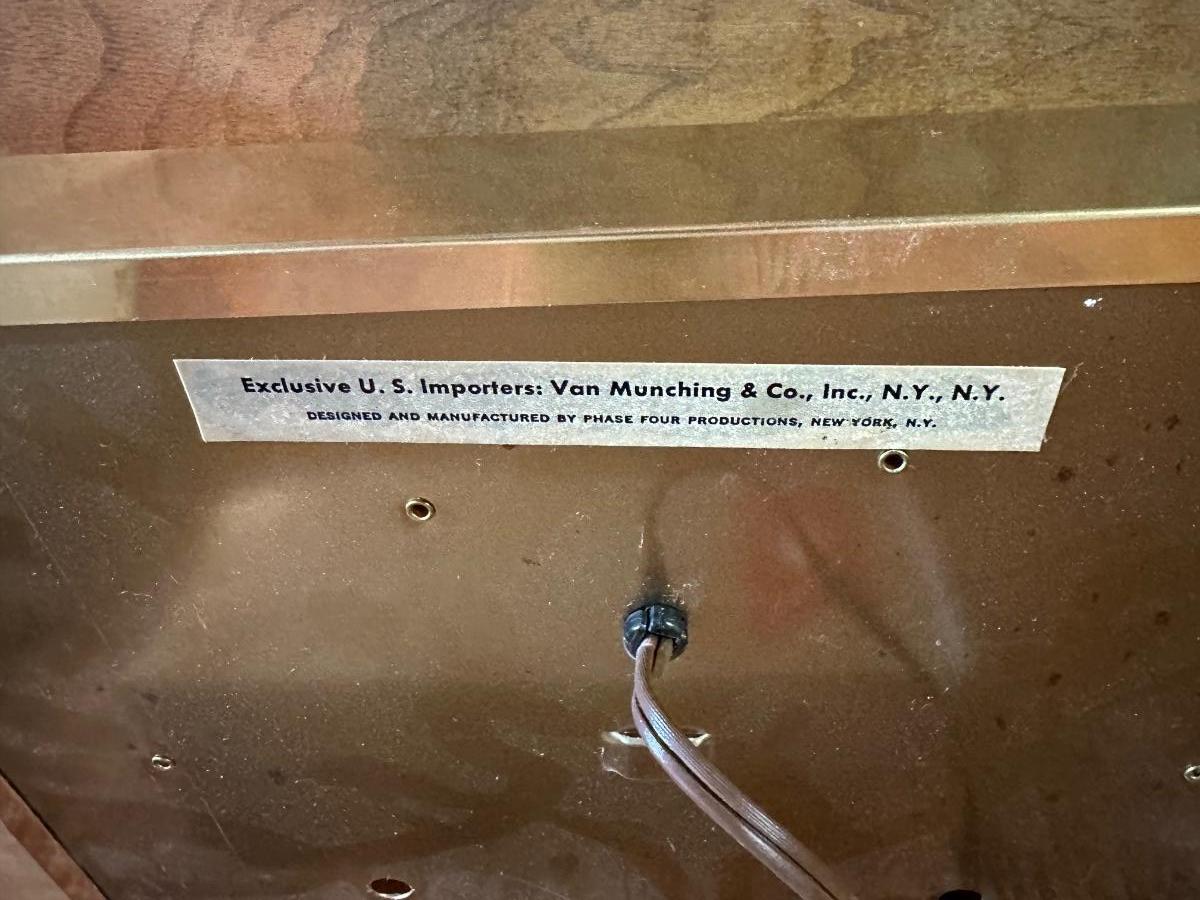 Exclusive U. S. Importers: Van Munching & Co., Inc., N.Y., N.Y.
DESIGNED AND MANUFACTURED BY PHASE FOUR PRODUCTIONS, NEW YORK, N.Y.